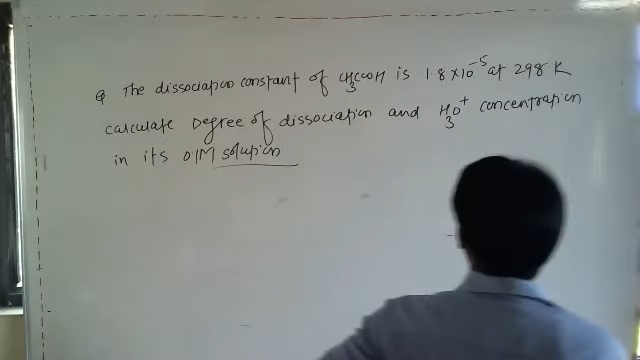 Q The dissociation constant of CH3COOH is 1.8×10⁻⁵ at 298 K
calculate Degree of dissociation and H3O⁺ concentration
in its 0.1M solution